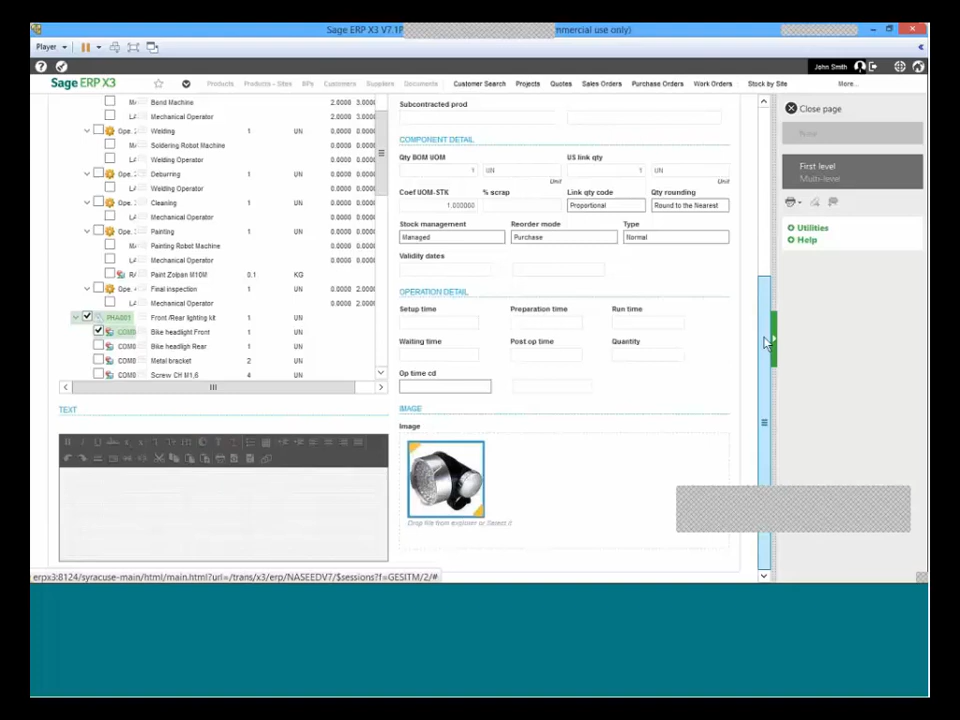 Sage ERP X3 V7.1P mmercial use only)
Player
John Smith
Sage ERP X3 Products Products - Sites BPs Customers Suppliers Documents Customer Search Projects Quotes Sales Orders Purchase Orders Work Orders Stock by Site More...
Bend Machine 2.0000
Mechanical Operator 2.0000
Ope. Welding 1 UN 0.0000
Soldering Robot Machine 0.0000
Welding Operator 0.0000
Ope. Deburring 1 UN 0.0000
Welding Operator 0.0000
Ope. Cleaning 1 UN 0.0000
Mechanical Operator 0.0000
Ope. Painting 1 UN 0.0000
Painting Robot Machine 0.0000
Mechanical Operator 0.0000
Paint Zolpan M10M 0.1 KG
Ope. Final inspection 1 UN 0.0000
Mechanical Operator 0.0000
PHA001 Front /Rear lighting kit 1 UN
Bike headlight Front 1 UN
Bike headligh Rear 1 UN
Metal bracket 2 UN
Screw CH M1,6 4 UN
TEXT
Subcontracted prod
COMPONENT DETAIL
Qty BOM UOM US link qty
1 UN 1 UN
Unit Unit
Coef UOM-STK % scrap Link qty code Qty rounding
1.000000 Proportional Round to the Nearest
Stock management Reorder mode Type
Managed Purchase Normal
Validity dates
OPERATION DETAIL
Setup time Preparation time Run time
Waiting time Post op time Quantity
Op time cd
IMAGE
Image
Drop file from explorer or Select it
Close page
First level
Multi-level
Utilities
Help
erpx3:8124/syracuse-main/html/main.html?url=/trans/x3/erp/NASEEDV7/$sessions?f=GESITM/2/#